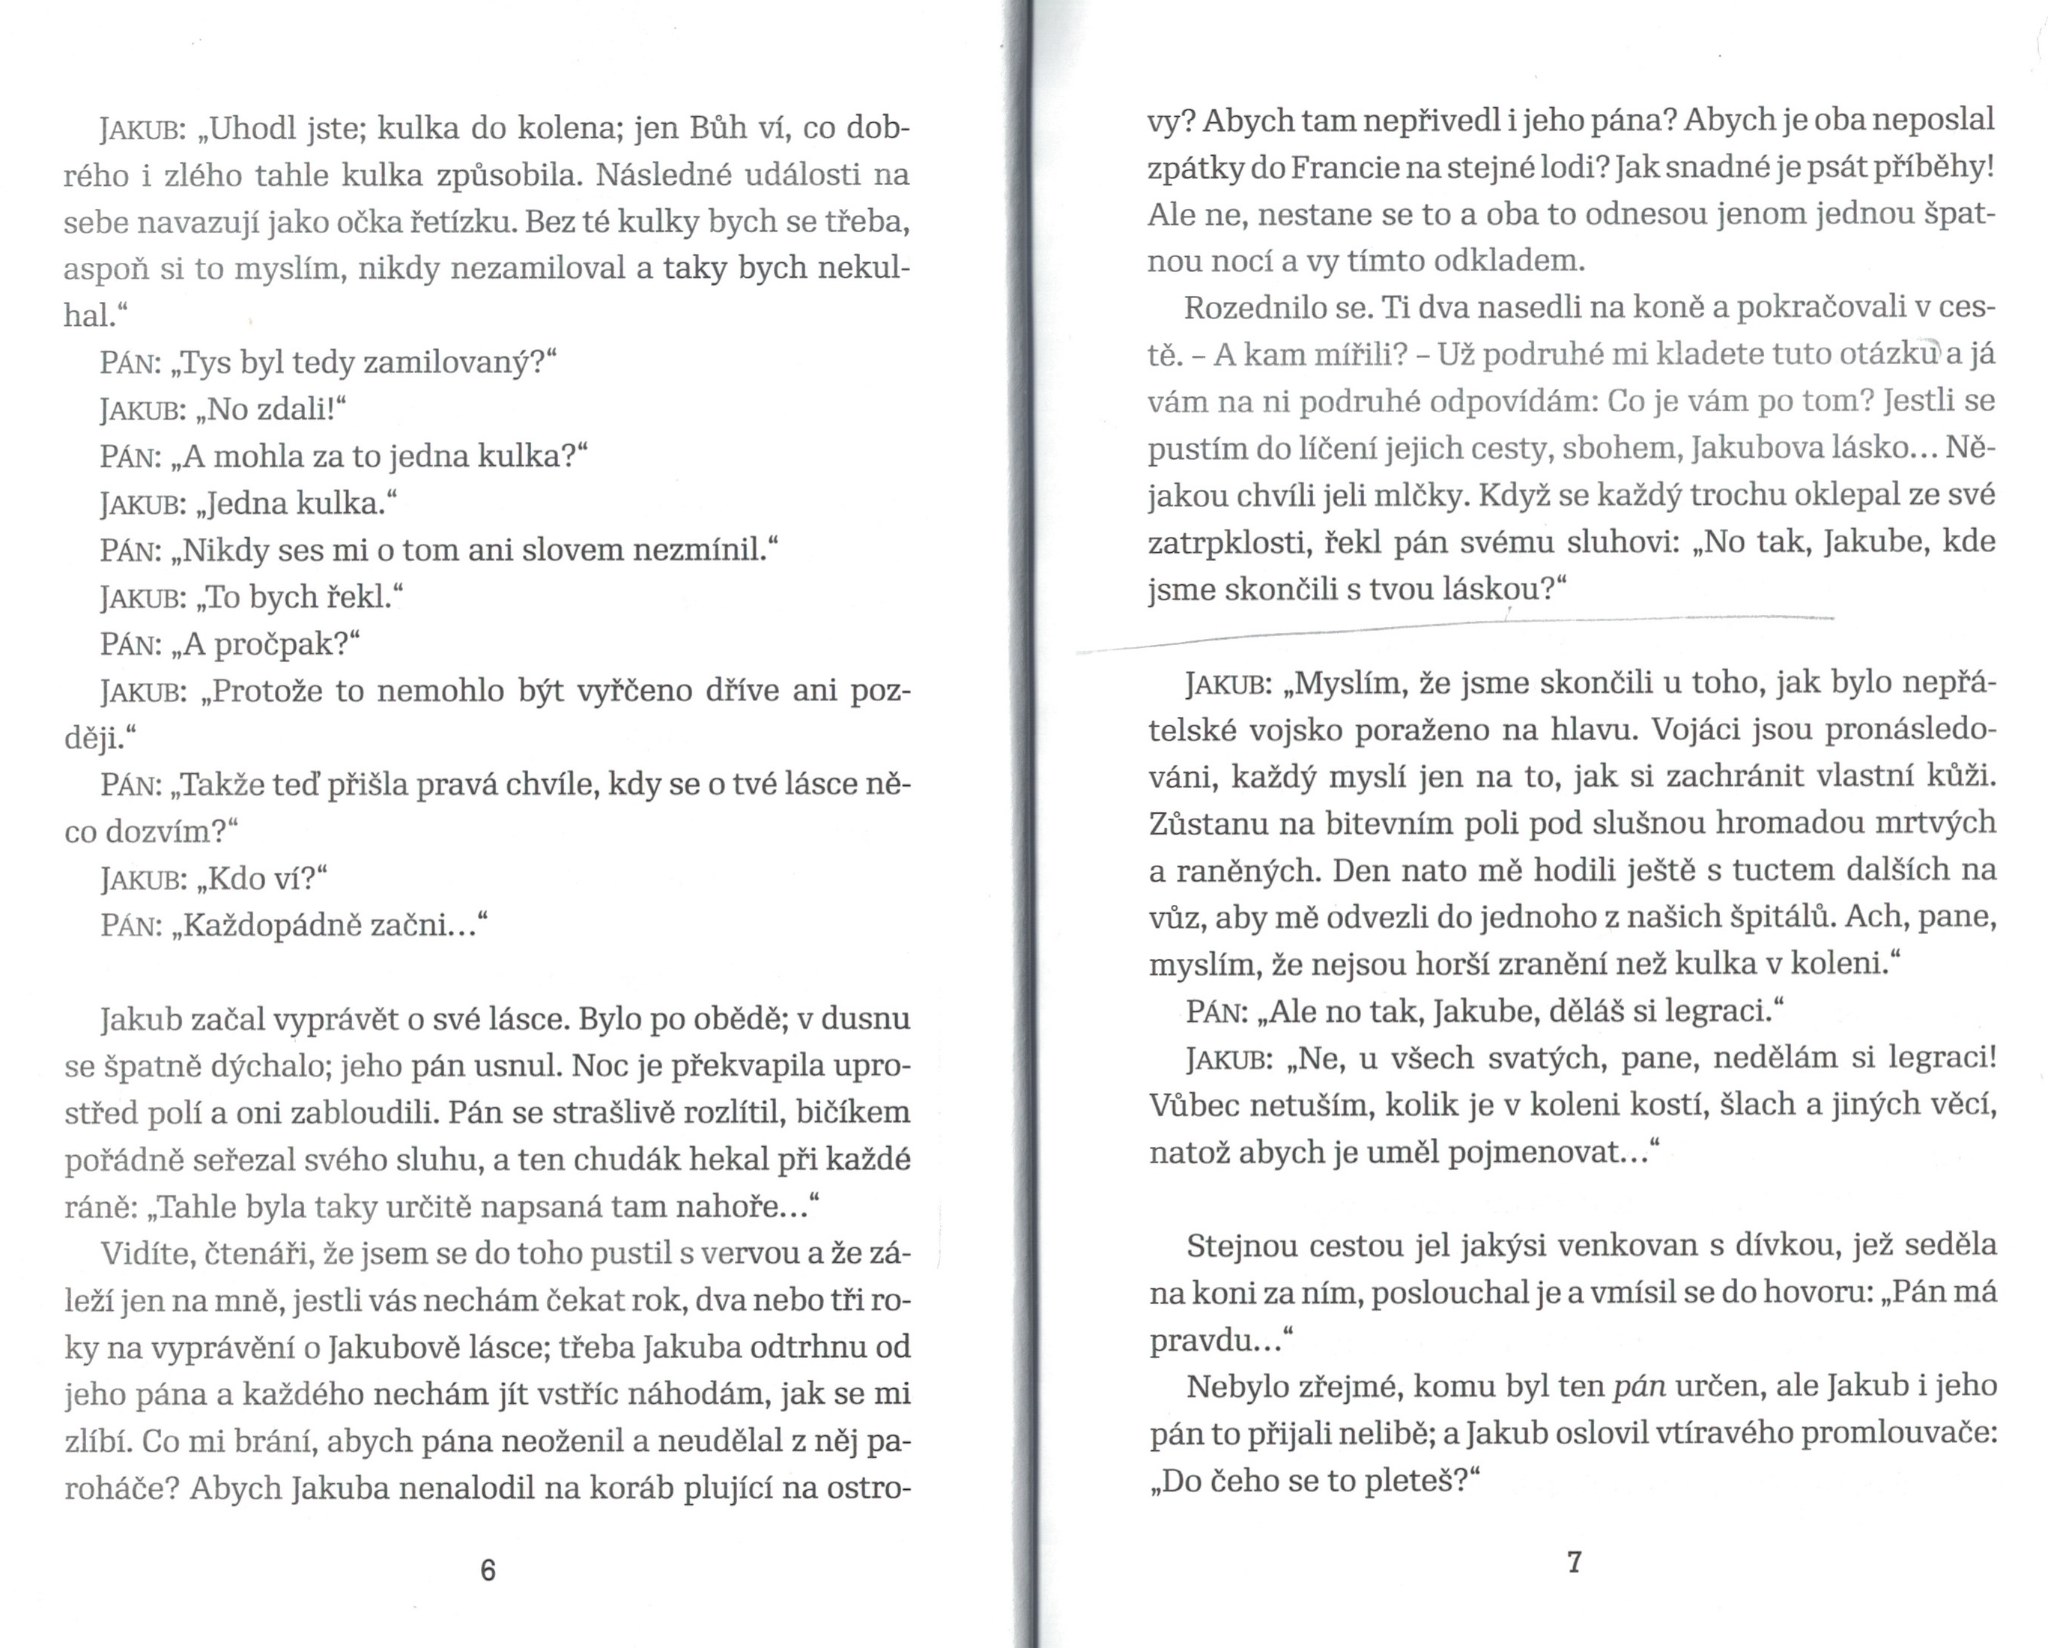 JAKUB: „Uhodl jste; kulka do kolena; jen Bůh ví, co dob-
rého i zlého tahle kulka způsobila. Následné události na
sebe navazují jako očka řetízku. Bez té kulky bych se třeba,
aspoň si to myslím, nikdy nezamiloval a taky bych nekul-
hal.“
PÁN: „Tys byl tedy zamilovaný?“
JAKUB: „No zdali!“
PÁN: „A mohla za to jedna kulka?“
JAKUB: „Jedna kulka.“
PÁN: „Nikdy ses mi o tom ani slovem nezmínil.“
JAKUB: „To bych řekl.“
PÁN: „A pročpak?“
JAKUB: „Protože to nemohlo být vyřčeno dříve ani poz-
ději.“
PÁN: „Takže teď přišla pravá chvíle, kdy se o tvé lásce ně-
co dozvím?“
JAKUB: „Kdo ví?“
PÁN: „Každopádně začni...“
Jakub začal vyprávět o své lásce. Bylo po obědě; v dusnu
se špatně dýchalo; jeho pán usnul. Noc je překvapila upro-
střed polí a oni zabloudili. Pán se strašlivě rozlítil, bičíkem
pořádně seřezal svého sluhu, a ten chudák hekal při každé
ráně: „Tahle byla taky určitě napsaná tam nahoře...“
Vidíte, čtenáři, že jsem se do toho pustil s vervou a že zá-
leží jen na mně, jestli vás nechám čekat rok, dva nebo tři ro-
ky na vyprávění o Jakubově lásce; třeba Jakuba odtrhnu od
jeho pána a každého nechám jít vstříc náhodám, jak se mi
zlíbí. Co mi brání, abych pána neoženil a neudělal z něj pa-
roháče? Abych Jakuba nenalodil na koráb plující na ostro-
6
vy? Abych tam nepřivedl i jeho pána? Abych je oba neposlal
zpátky do Francie na stejné lodi? Jak snadné je psát příběhy!
Ale ne, nestane se to a oba to odnesou jenom jednou špat-
nou nocí a vy tímto odkladem.
Rozednilo se. Ti dva nasedli na koně a pokračovali v ces-
tě. – A kam mířili? – Už podruhé mi kladete tuto otázku a já
vám na ni podruhé odpovídám: Co je vám po tom? Jestli se
pustím do líčení jejich cesty, sbohem, Jakubova lásko... Ně-
jakou chvíli jeli mlčky. Když se každý trochu oklepal ze své
zatrpklosti, řekl pán svému sluhovi: „No tak, Jakube, kde
jsme skončili s tvou láskou?“
JAKUB: „Myslím, že jsme skončili u toho, jak bylo nepřá-
telské vojsko poraženo na hlavu. Vojáci jsou pronásledo-
váni, každý myslí jen na to, jak si zachránit vlastní kůži.
Zůstanu na bitevním poli pod slušnou hromadou mrtvých
a raněných. Den nato mě hodili ještě s tuctem dalších na
vůz, aby mě odvezli do jednoho z našich špitálů. Ach, pane,
myslím, že nejsou horší zranění než kulka v koleni.“
PÁN: „Ale no tak, Jakube, děláš si legraci.“
JAKUB: „Ne, u všech svatých, pane, nedělám si legraci!
Vůbec netuším, kolik je v koleni kostí, šlach a jiných věcí,
natož abych je uměl pojmenovat...“
Stejnou cestou jel jakýsi venkovan s dívkou, jež seděla
na koni za ním, poslouchal je a vmísil se do hovoru: „Pán má
pravdu...“
Nebylo zřejmé, komu byl ten pán určen, ale Jakub i jeho
pán to přijali nelibě; a Jakub oslovil vtíravého promlouvače:
„Do čeho se to pleteš?“
7